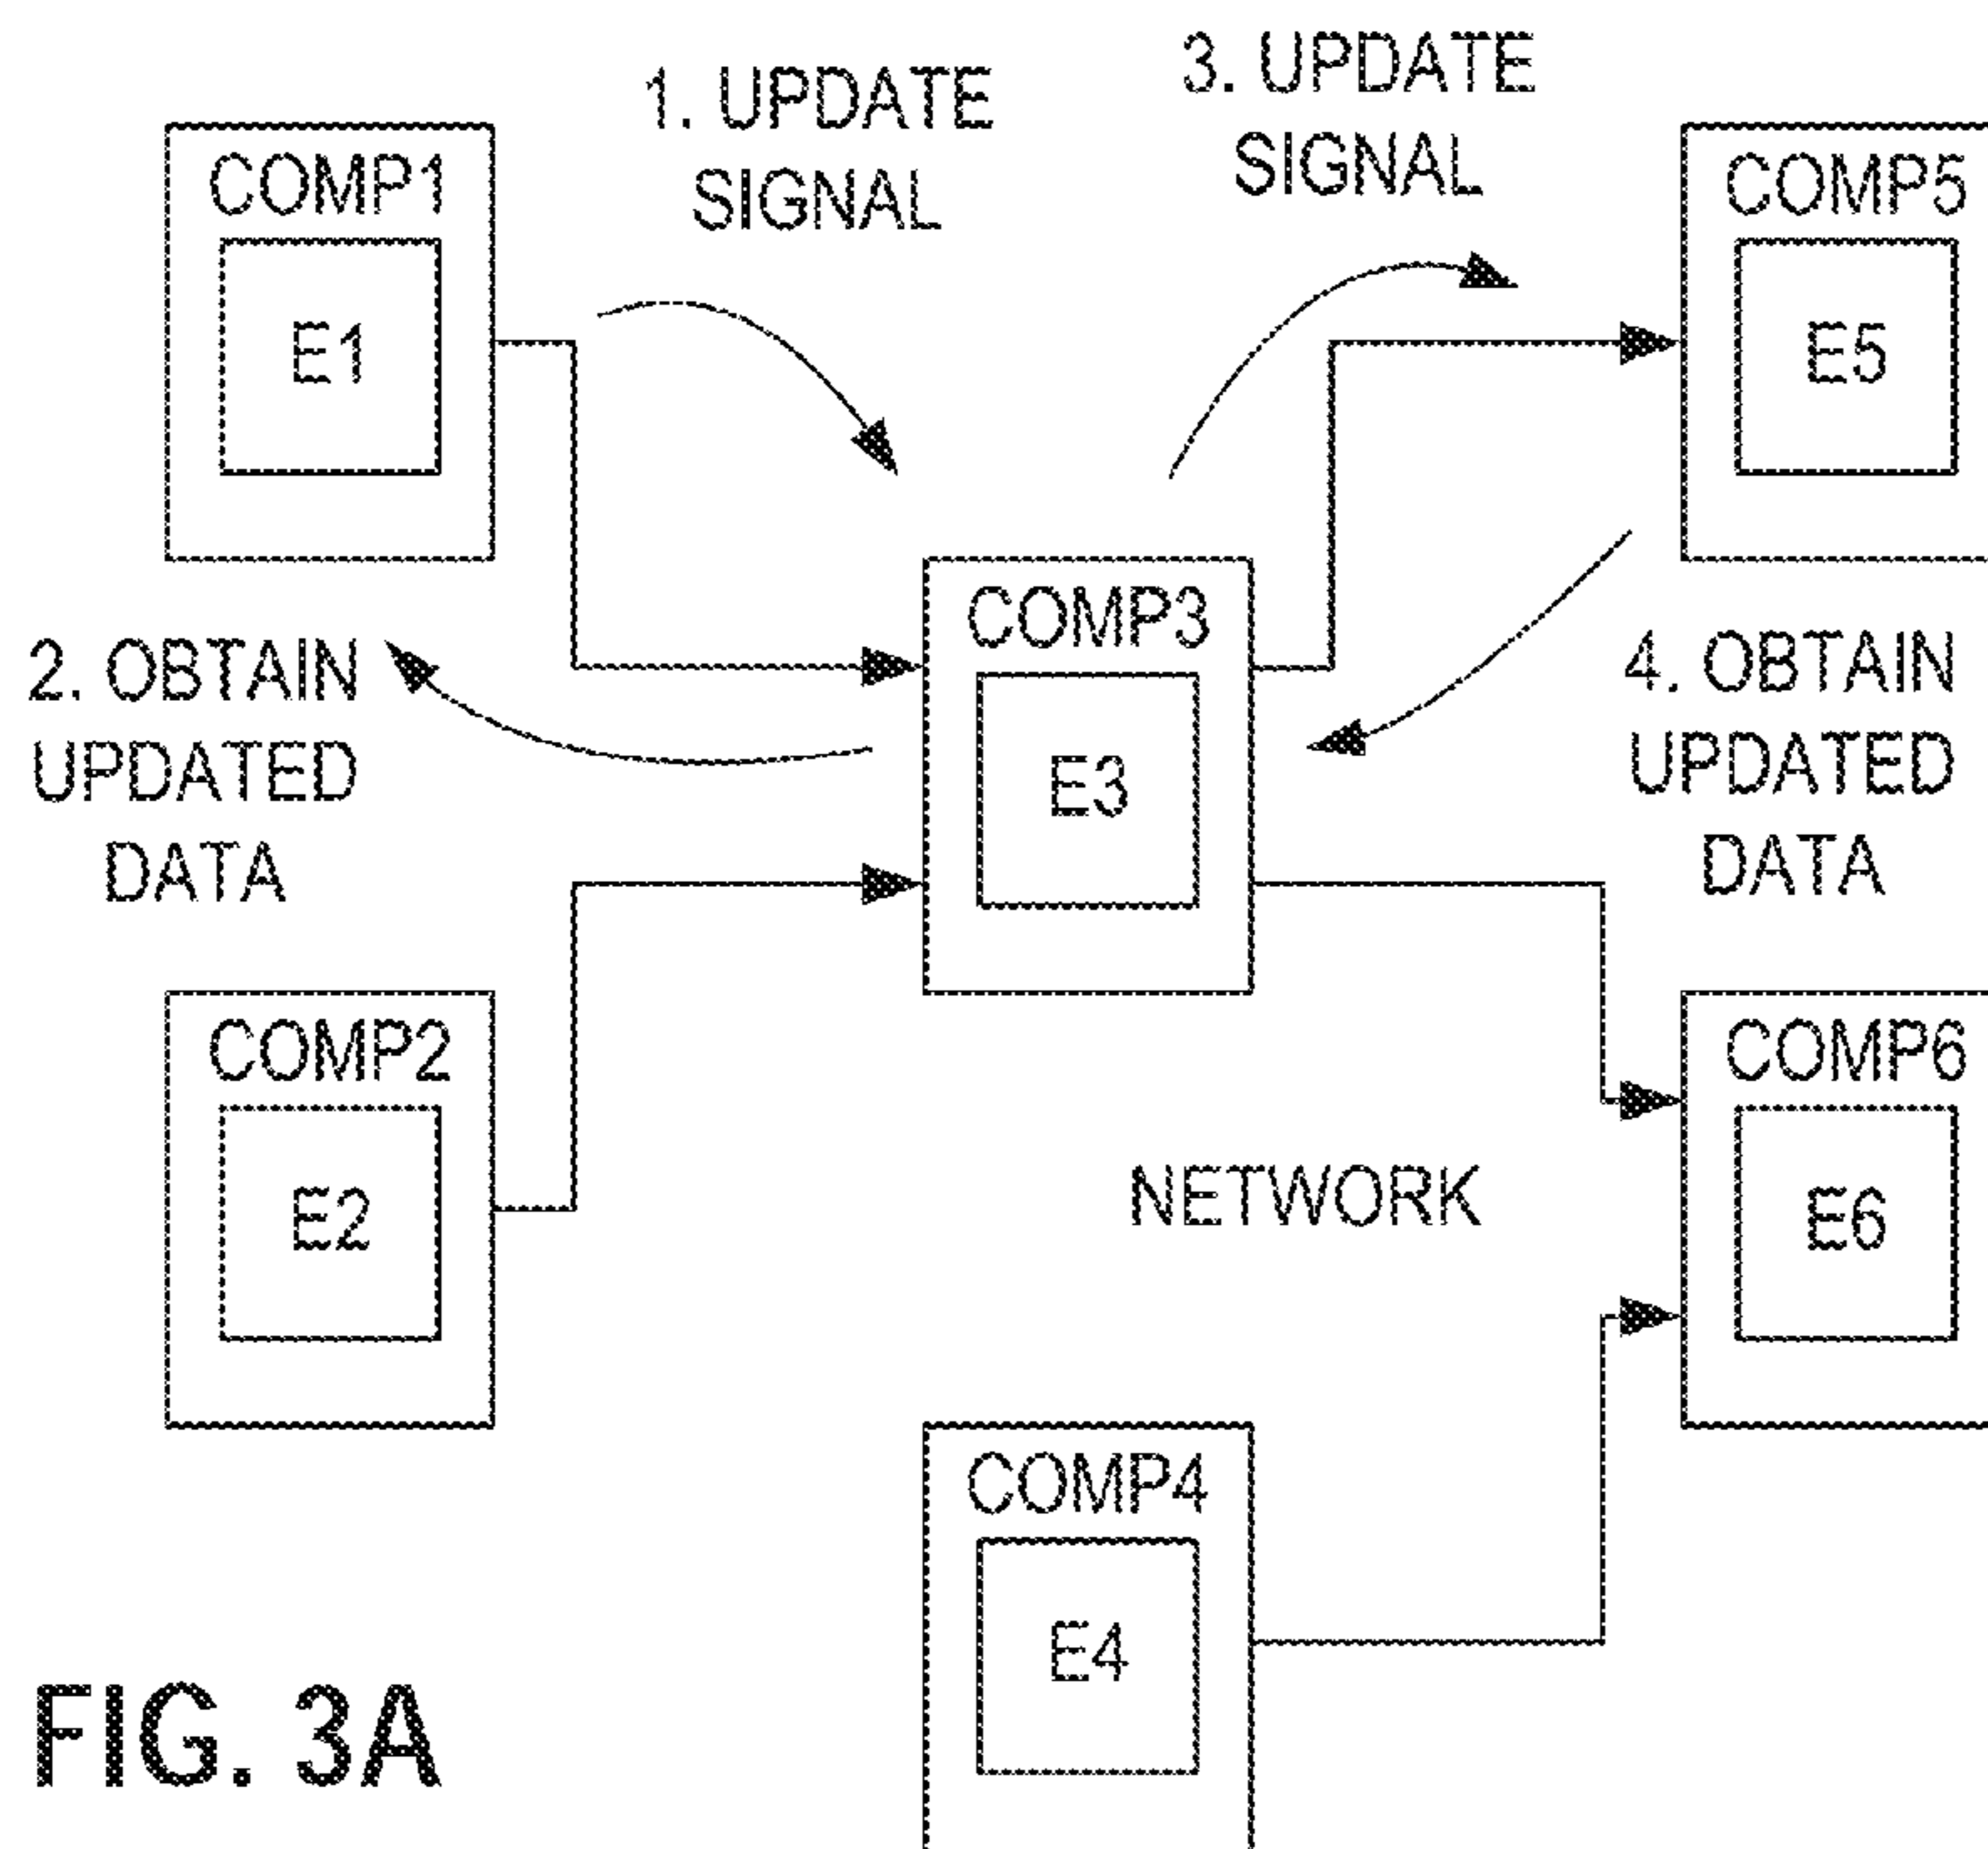 1. UPDATE
SIGNAL
3. UPDATE
SIGNAL
COMP1
E1
COMP5
E5
2. OBTAIN
UPDATED
DATA
COMP3
E3
4. OBTAIN
UPDATED
DATA
COMP2
E2
NETWORK
COMP6
E6
COMP4
E4
FIG. 3A